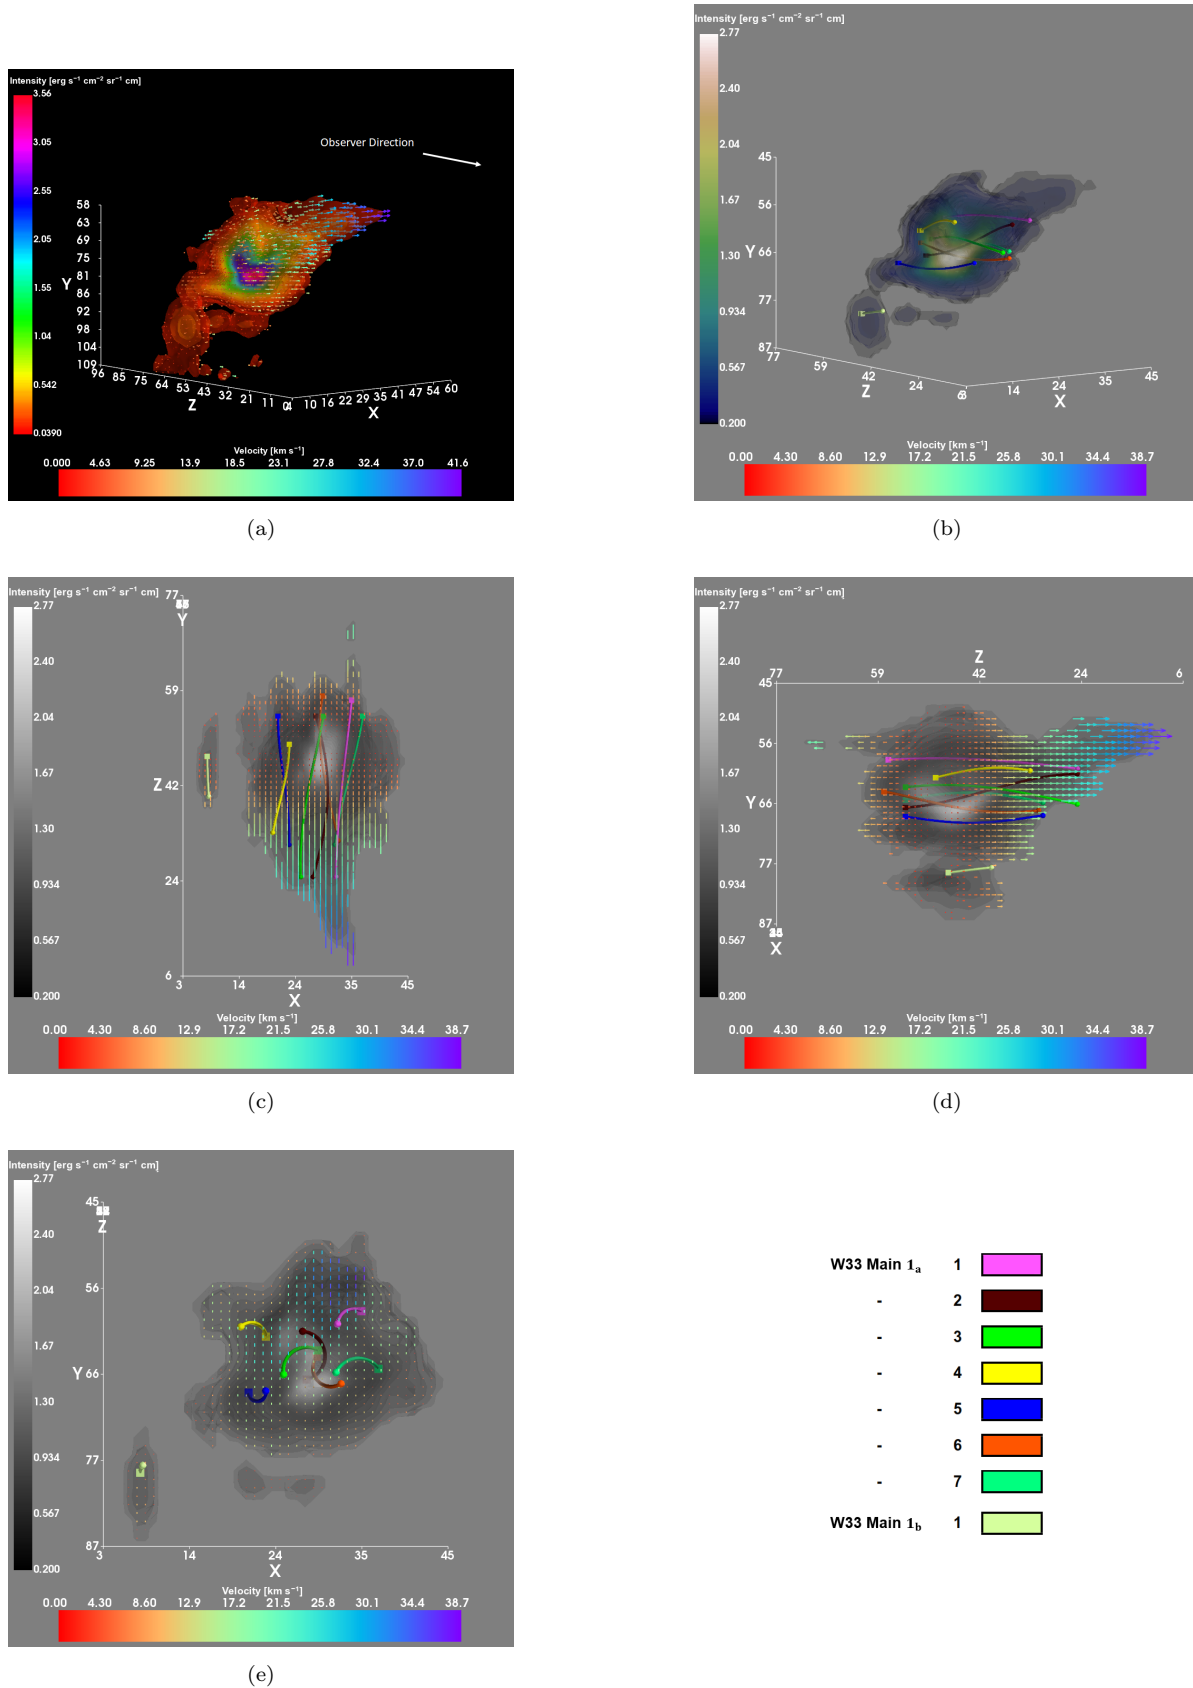 Intensity [erg s⁻¹ cm⁻² sr⁻¹ cm]
3.56
3.05
2.55
2.05
1.55
1.04
0.542
0.0390
Observer Direction
58
63
69
75
81
86
92
98
104
109
Y
96 85 75 64 53 43 32 21 11
Z
10 16 22 29 35 41 47 54 60
X
Velocity [km s⁻¹]
0.000 4.63 9.25 13.9 18.5 23.1 27.8 32.4 37.0 41.6
(a)
Intensity [erg s⁻¹ cm⁻² sr⁻¹ cm]
2.77
2.40
2.04
1.67
1.30
0.934
0.567
0.200
45
56
Y 66
77
87
77 59 42 24
Z
14 24 35 45
X
Velocity [km s⁻¹]
0.00 4.30 8.60 12.9 17.2 21.5 25.8 30.1 34.4 38.7
(b)
Intensity [erg s⁻¹ cm⁻² sr⁻¹ cm]
2.77
2.40
2.04
1.67
1.30
0.934
0.567
0.200
77
Y
59
Z 42
24
6
3 14 24 35 45
X
Velocity [km s⁻¹]
0.00 4.30 8.60 12.9 17.2 21.5 25.8 30.1 34.4 38.7
(c)
Intensity [erg s⁻¹ cm⁻² sr⁻¹ cm]
2.77
2.40
2.04
1.67
1.30
0.934
0.567
0.200
Z
77 59 42 24 6
45
56
Y 66
77
87
X
Velocity [km s⁻¹]
0.00 4.30 8.60 12.9 17.2 21.5 25.8 30.1 34.4 38.7
(d)
Intensity [erg s⁻¹ cm⁻² sr⁻¹ cm]
2.77
2.40
2.04
1.67
1.30
0.934
0.567
0.200
45
Z
56
Y 66
77
87
3 14 24 35 45
X
Velocity [km s⁻¹]
0.00 4.30 8.60 12.9 17.2 21.5 25.8 30.1 34.4 38.7
(e)
W33 Main 1ₐ 1
- 2
- 3
- 4
- 5
- 6
- 7
W33 Main 1_b 1